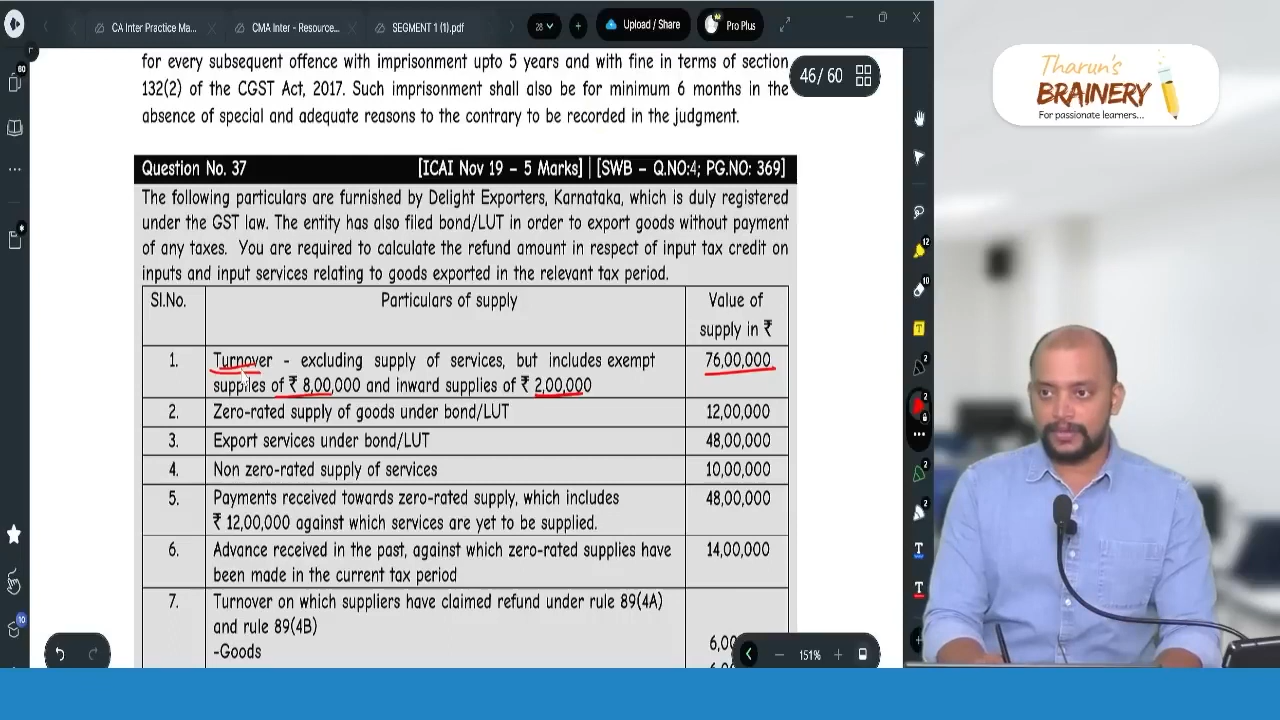 CA Inter Practice Ma...
CMA Inter - Resource...
SEGMENT 1 (1).pdf
28
Upload / Share
Pro Plus
for every subsequent offence with imprisonment upto 5 years and with fine in terms of section
132(2) of the CGST Act, 2017. Such imprisonment shall also be for minimum 6 months in the
absence of special and adequate reasons to the contrary to be recorded in the judgment.
46/60
Tharun's
BRAINERY
For passionate learners...
Question No. 37 [ICAI Nov 19 – 5 Marks] | [SWB – Q.NO:4; PG.NO: 369]
The following particulars are furnished by Delight Exporters, Karnataka, which is duly registered
under the GST law. The entity has also filed bond/LUT in order to export goods without payment
of any taxes. You are required to calculate the refund amount in respect of input tax credit on
inputs and input services relating to goods exported in the relevant tax period.
Sl.No. Particulars of supply Value of
supply in ₹
1. Turnover - excluding supply of services, but includes exempt 76,00,000
supplies of ₹ 8,00,000 and inward supplies of ₹ 2,00,000
2. Zero-rated supply of goods under bond/LUT 12,00,000
3. Export services under bond/LUT 48,00,000
4. Non zero-rated supply of services 10,00,000
5. Payments received towards zero-rated supply, which includes 48,00,000
₹ 12,00,000 against which services are yet to be supplied.
6. Advance received in the past, against which zero-rated supplies have 14,00,000
been made in the current tax period
7. Turnover on which suppliers have claimed refund under rule 89(4A)
and rule 89(4B)
-Goods 6,00
151%